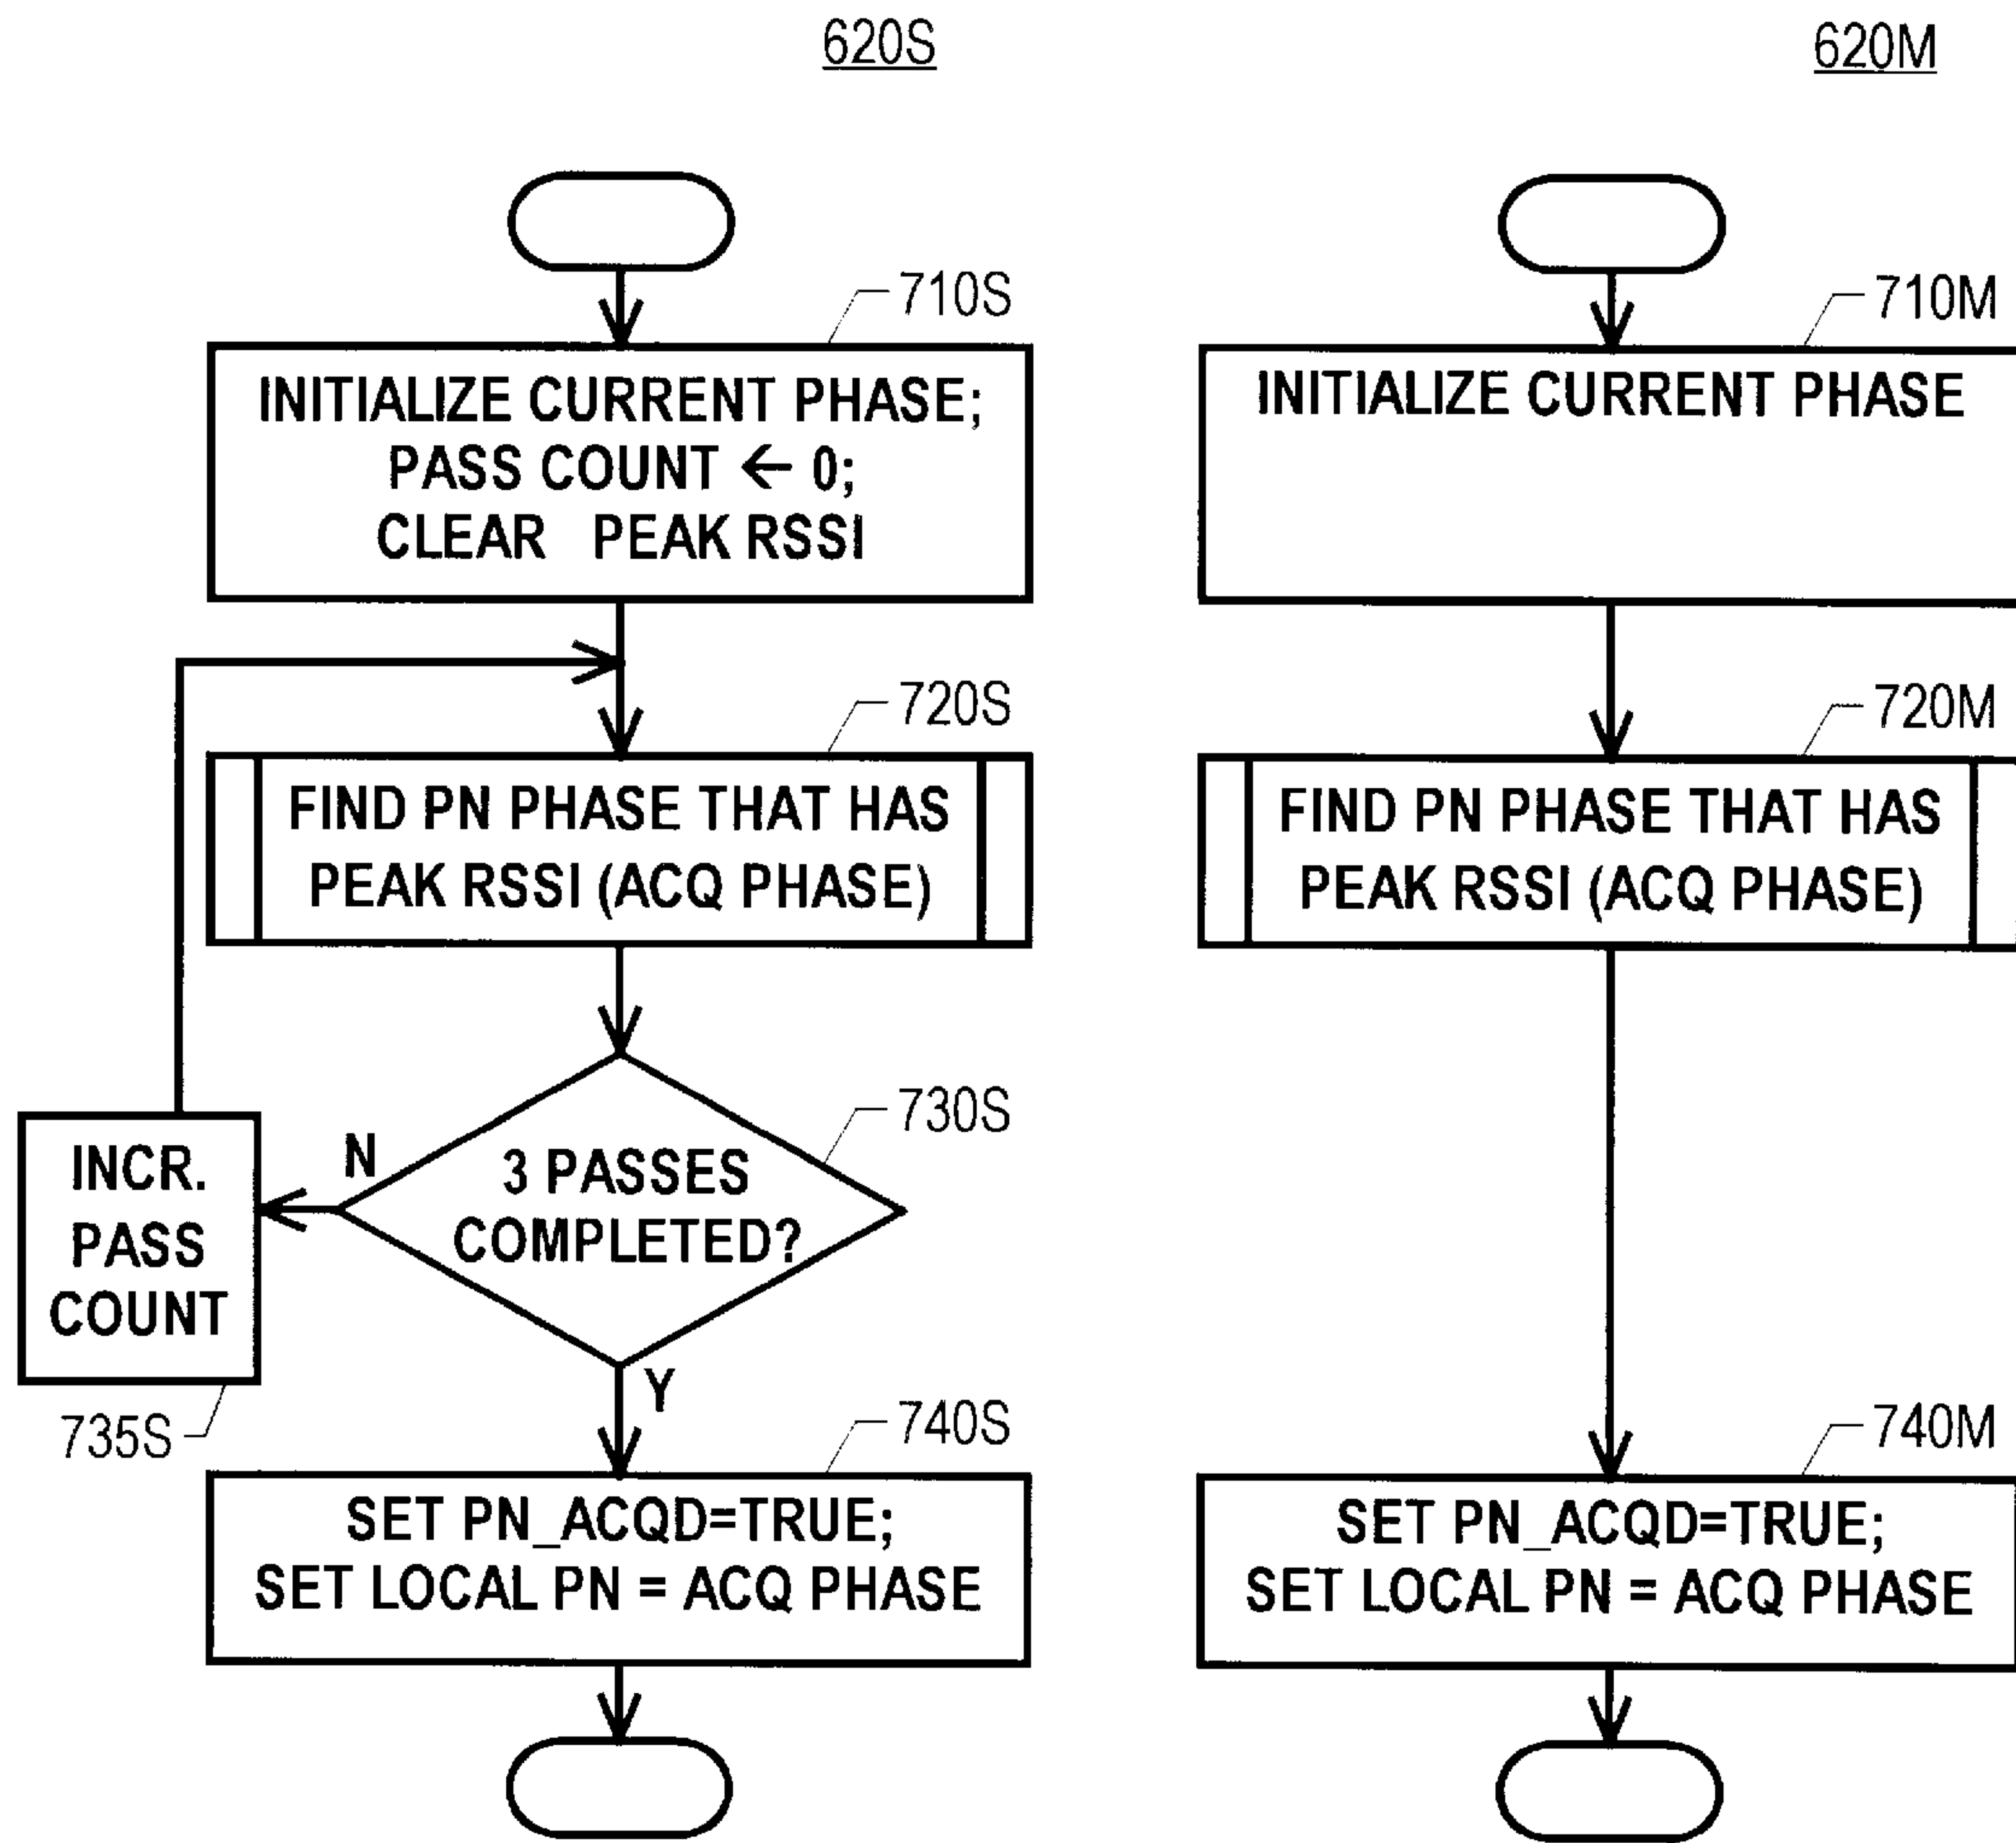 620S
710S
INITIALIZE CURRENT PHASE;
PASS COUNT ← 0;
CLEAR PEAK RSSI
720S
FIND PN PHASE THAT HAS
PEAK RSSI (ACQ PHASE)
730S
3 PASSES
COMPLETED?
N
INCR.
PASS
COUNT
735S
Y
740S
SET PN_ACQD=TRUE;
SET LOCAL PN = ACQ PHASE
620M
710M
INITIALIZE CURRENT PHASE
720M
FIND PN PHASE THAT HAS
PEAK RSSI (ACQ PHASE)
740M
SET PN_ACQD=TRUE;
SET LOCAL PN = ACQ PHASE